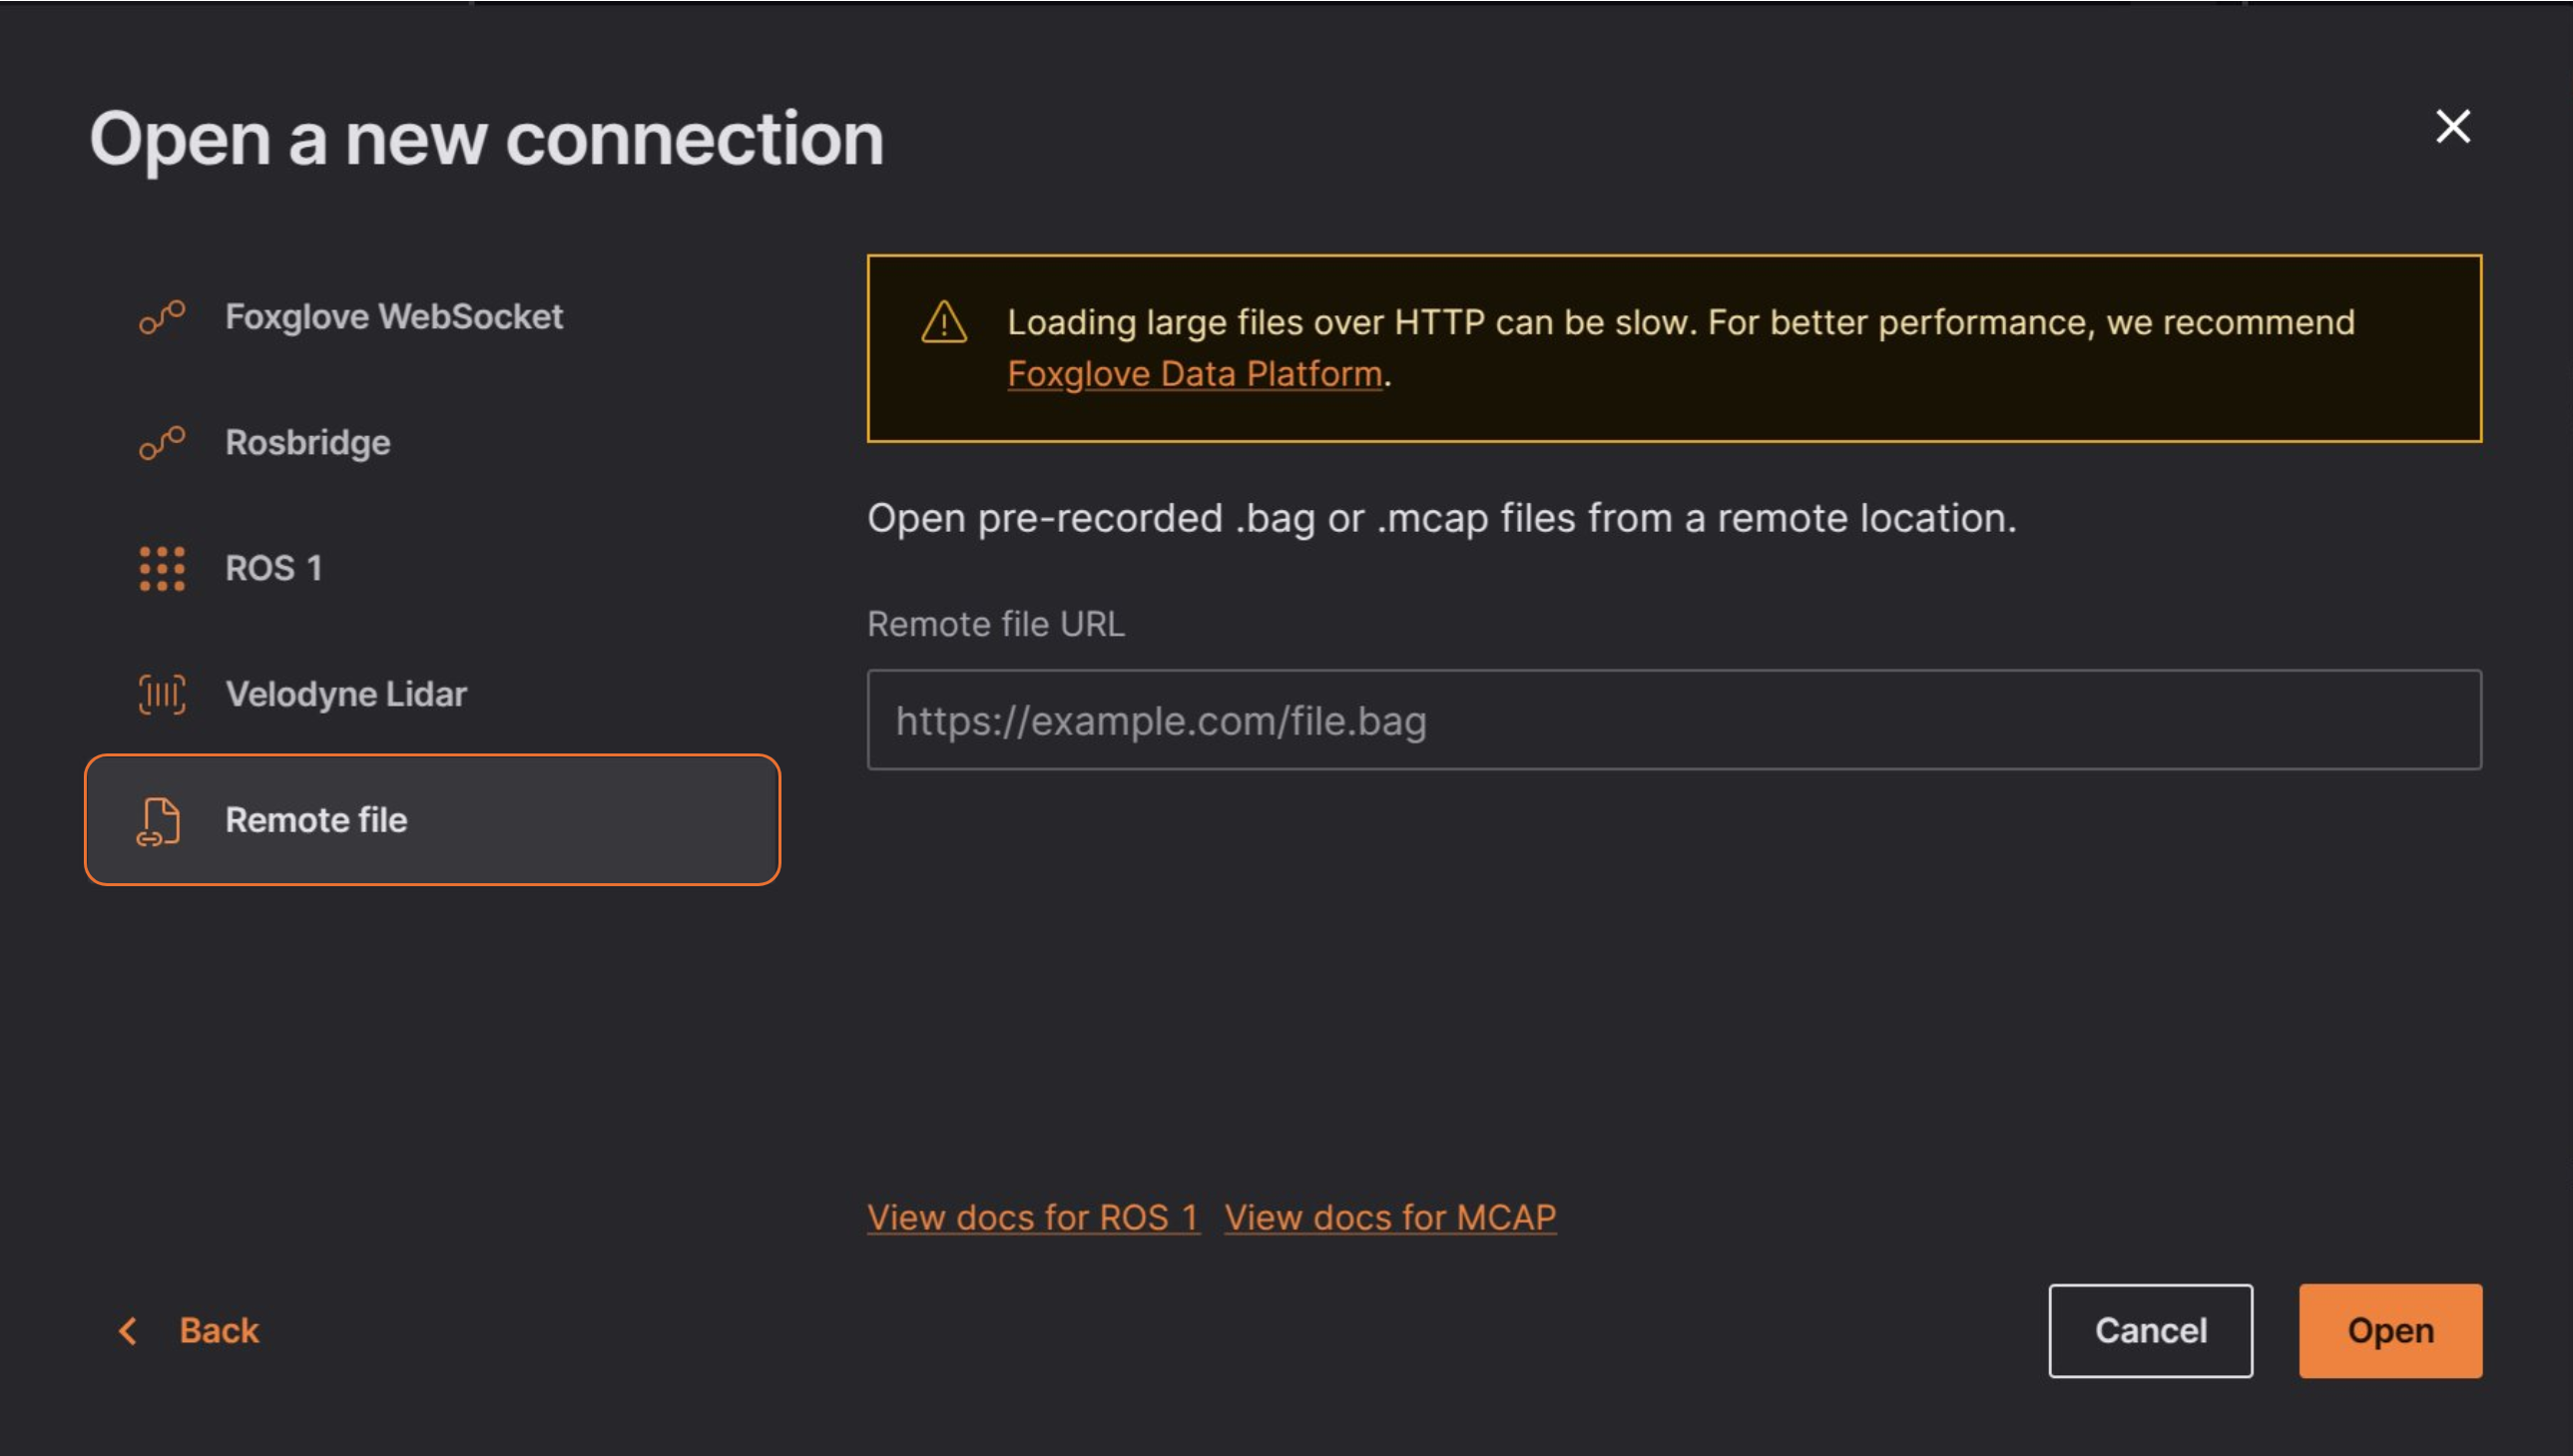 Open a new connection
Foxglove WebSocket
Rosbridge
ROS 1
Velodyne Lidar
Remote file
Loading large files over HTTP can be slow. For better performance, we recommend
Foxglove Data Platform.
Open pre-recorded .bag or .mcap files from a remote location.
Remote file URL
https://example.com/file.bag
View docs for ROS 1 View docs for MCAP
Back
Cancel
Open